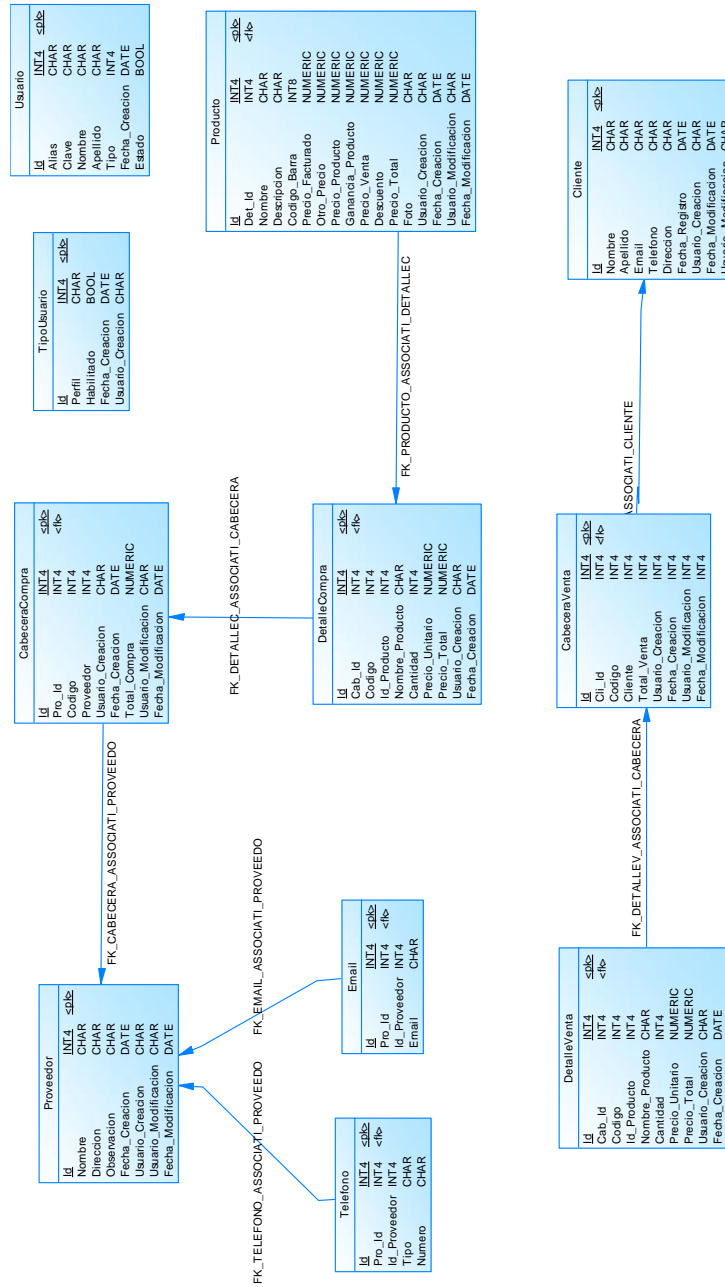 Proveedor
Id INT4 <pk>
Nombre CHAR
Direccion CHAR
Observacion CHAR
Fecha_Creacion DATE
Usuario_Creacion CHAR
Usuario_Modificacion CHAR
Fecha_Modificacion DATE
FK_CABECERA_ASSOCIATI_PROVEEDO
CabeceraCompra
Id INT4 <pk>
Pro_Id INT4 <fk>
Codigo INT4
Proveedor INT4
Usuario_Creacion CHAR
Fecha_Creacion DATE
Total_Compra NUMERIC
Usuario_Modificacion CHAR
Fecha_Modificacion DATE
TipoUsuario
Id INT4 <pk>
Perfil CHAR
Habilitado BOOL
Fecha_Creacion DATE
Usuario_Creacion CHAR
Usuario
Id INT4 <pk>
Alias CHAR
Clave CHAR
Nombre CHAR
Apellido CHAR
Tipo INT4
Fecha_Creacion DATE
Estado BOOL
FK_TELEFONO_ASSOCIATI_PROVEEDO
FK_EMAIL_ASSOCIATI_PROVEEDO
FK_DETALLEC_ASSOCIATI_CABECERA
Telefono
Id INT4 <pk>
Pro_Id INT4 <fk>
Id_Proveedor INT4
Tipo CHAR
Numero CHAR
Email
Id INT4 <pk>
Pro_Id INT4 <fk>
Id_Proveedor INT4
Email CHAR
DetalleCompra
Id INT4 <pk>
Cab_Id INT4 <fk>
Codigo INT4
Id_Producto INT4
Nombre_Producto CHAR
Cantidad INT4
Precio_Unitario NUMERIC
Precio_Total NUMERIC
Usuario_Creacion CHAR
Fecha_Creacion DATE
FK_PRODUCTO_ASSOCIATI_DETALLEC
Producto
Id INT4 <pk>
Det_Id INT4 <fk>
Nombre CHAR
Descripcion CHAR
Codigo_Barra INT8
Precio_Facturado NUMERIC
Otro_Precio NUMERIC
Precio_Producto NUMERIC
Ganancia_Producto NUMERIC
Precio_Venta NUMERIC
Descuento NUMERIC
Precio_Total NUMERIC
Foto CHAR
Usuario_Creacion CHAR
Fecha_Creacion DATE
Usuario_Modificacion CHAR
Fecha_Modificacion DATE
DetalleVenta
Id INT4 <pk>
Cab_Id INT4 <fk>
Codigo INT4
Id_Producto INT4
Nombre_Producto CHAR
Cantidad INT4
Precio_Unitario NUMERIC
Precio_Total NUMERIC
Usuario_Creacion CHAR
Fecha_Creacion DATE
FK_DETALLEV_ASSOCIATI_CABECERA
CabeceraVenta
Id INT4 <pk>
Cli_Id INT4 <fk>
Codigo INT4
Cliente INT4
Total_Venta INT4
Usuario_Creacion INT4
Fecha_Creacion INT4
Usuario_Modificacion INT4
Fecha_Modificacion INT4
ASSOCIATI_CLIENTE
Cliente
Id INT4 <pk>
Nombre CHAR
Apellido CHAR
Email CHAR
Telefono CHAR
Direccion CHAR
Fecha_Registro DATE
Usuario_Creacion CHAR
Fecha_Modificacion DATE
Usuario_Modificacion CHAR